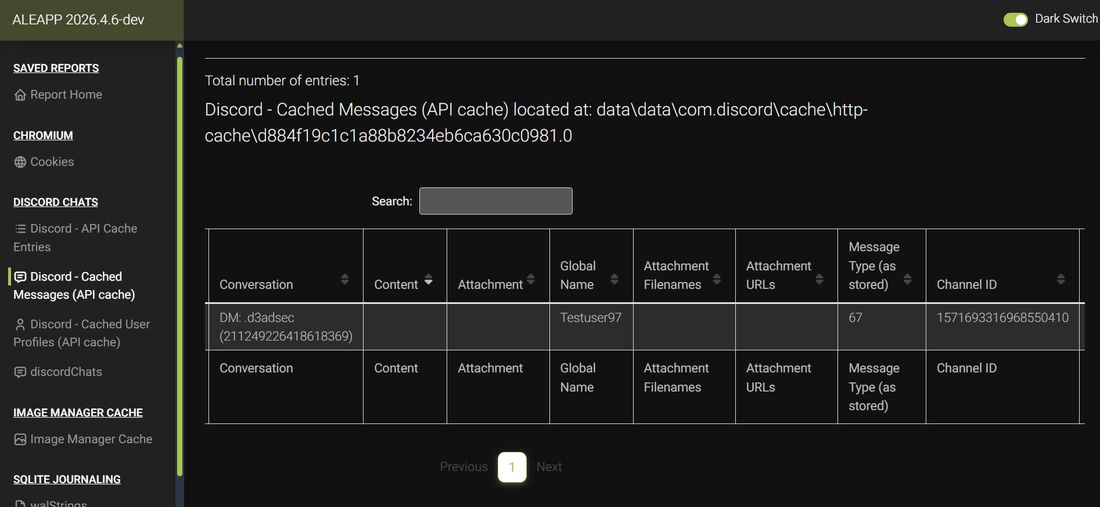 ALEAPP 2026.4.6-dev
Dark Switch
SAVED REPORTS
Report Home
CHROMIUM
Cookies
DISCORD CHATS
Discord - API Cache
Entries
Discord - Cached
Messages (API cache)
Discord - Cached User
Profiles (API cache)
discordChats
IMAGE MANAGER CACHE
Image Manager Cache
SQLITE JOURNALING
walStrings
Total number of entries: 1
Discord - Cached Messages (API cache) located at: data\data\com.discord\cache\http-
cache\d884f19c1c1a88b8234eb6ca630c0981.0
Search:
Conversation
Content
Attachment
Global
Name
Attachment
Filenames
Attachment
URLs
Message
Type (as
stored)
Channel ID
DM: .d3adsec
(211249226418618369)
Testuser97
67
1571693316968550410
Conversation
Content
Attachment
Global
Name
Attachment
Filenames
Attachment
URLs
Message
Type (as
stored)
Channel ID
Previous
1
Next